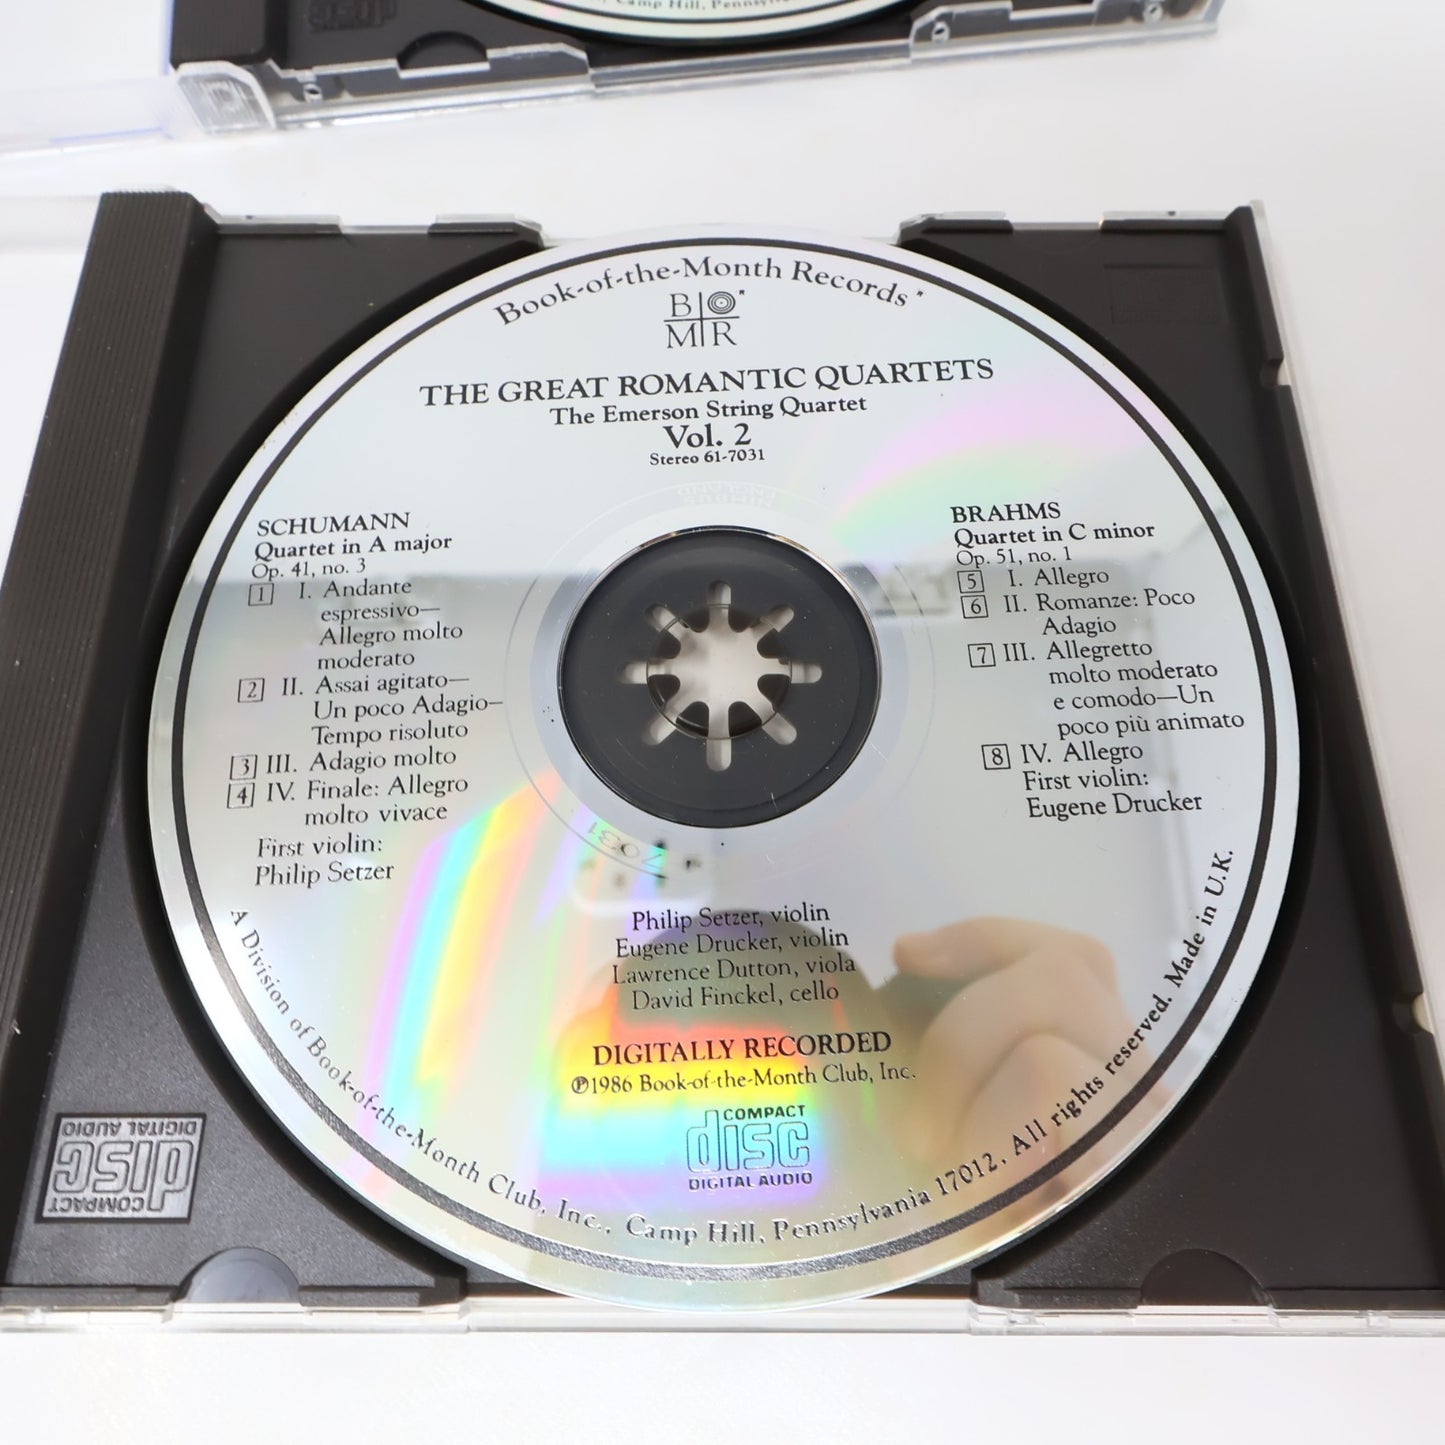 Camp Hill, Pennsylvania
Book-of-the-Month Records
B
M R
THE GREAT ROMANTIC QUARTETS
The Emerson String Quartet
Vol. 2
Stereo 61-7031
SCHUMANN
Quartet in A major
Op. 41, no. 3
1 I. Andante
espressivo—
Allegro molto
moderato
2 II. Assai agitato—
Un poco Adagio—
Tempo risoluto
3 III. Adagio molto
4 IV. Finale: Allegro
molto vivace
First violin:
Philip Setzer
BRAHMS
Quartet in C minor
Op. 51, no. 1
5 I. Allegro
6 II. Romanze: Poco
Adagio
7 III. Allegretto
molto moderato
e comodo—Un
poco più animato
8 IV. Allegro
First violin:
Eugene Drucker
NIMBUS
ENGLAND
7031
Philip Setzer, violin
Eugene Drucker, violin
Lawrence Dutton, viola
David Finckel, cello
DIGITALLY RECORDED
℗1986 Book-of-the-Month Club, Inc.
COMPACT
disc
DIGITAL AUDIO
A Division of Book-of-the-Month Club, Inc., Camp Hill, Pennsylvania 17012. All rights reserved. Made in U.K.
COMPACT
disc
DIGITAL AUDIO